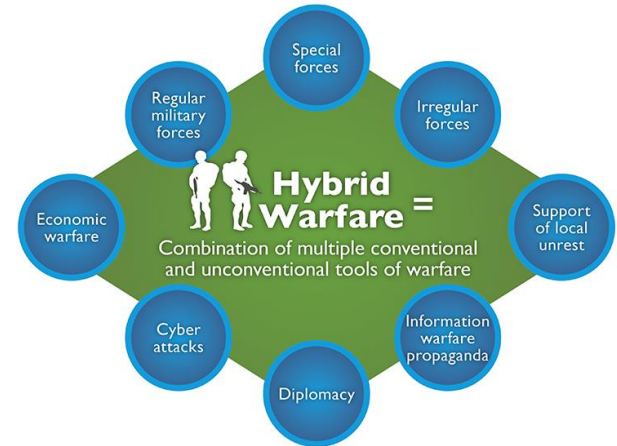 Special
forces
Regular
military
forces
Irregular
forces
Hybrid
Warfare =
Combination of multiple conventional
and unconventional tools of warfare
Economic
warfare
Support
of local
unrest
Cyber
attacks
Information
warfare
propaganda
Diplomacy